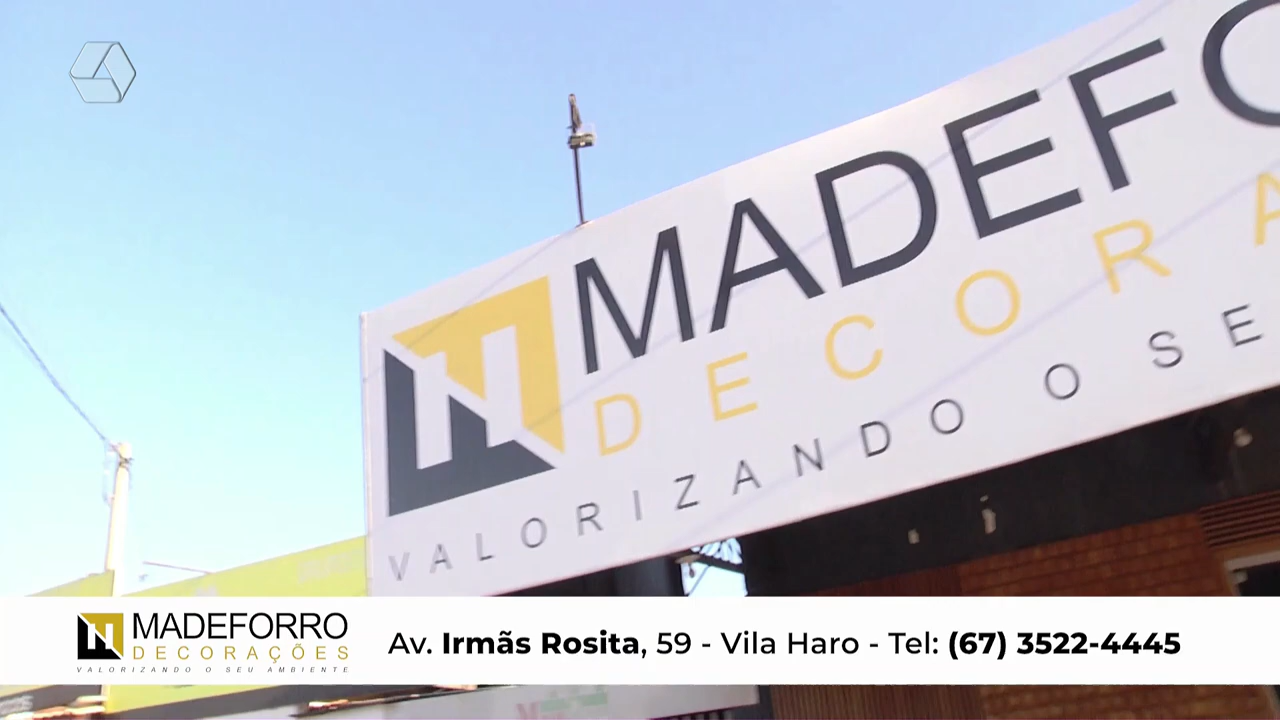 MADEFO
DECORA
VALORIZANDO O SE
MADEFORRO
DECORAÇÕES
VALORIZANDO O SEU AMBIENTE
Av. Irmãs Rosita, 59 - Vila Haro - Tel: (67) 3522-4445